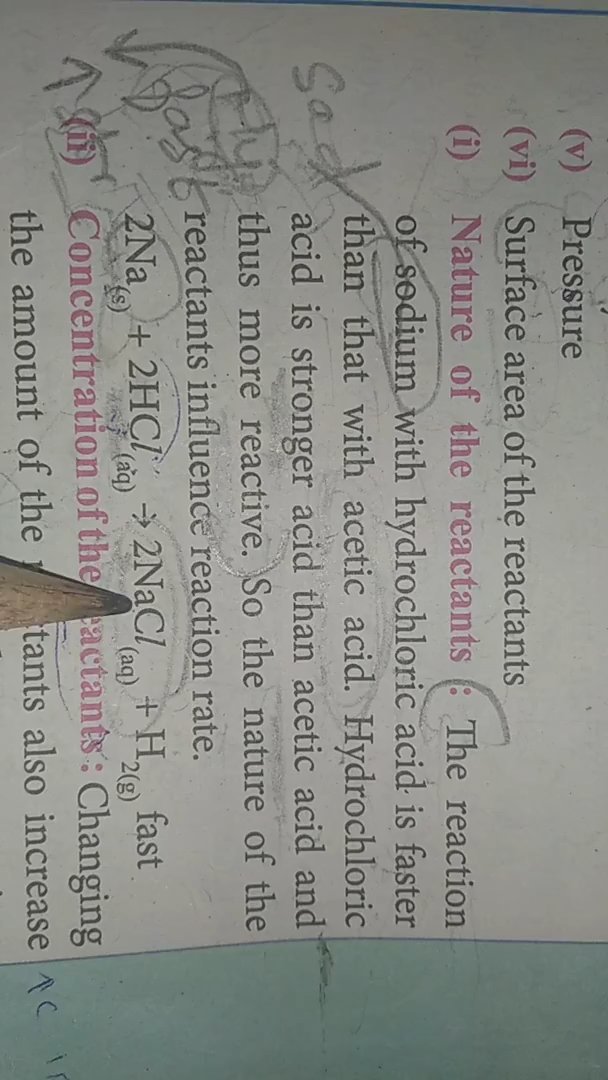 (v) Pressure
(vi) Surface area of the reactants
(i) Nature of the reactants : The reaction
of sodium with hydrochloric acid is faster
than that with acetic acid. Hydrochloric
acid is stronger acid than acetic acid and
thus more reactive. So the nature of the
reactants influence reaction rate.
2Na(s) + 2HCl(aq) → 2NaCl(aq) + H2(g) fast
(ii) Concentration of the actants : Changing
the amount of the tants also increase
Sod
fast